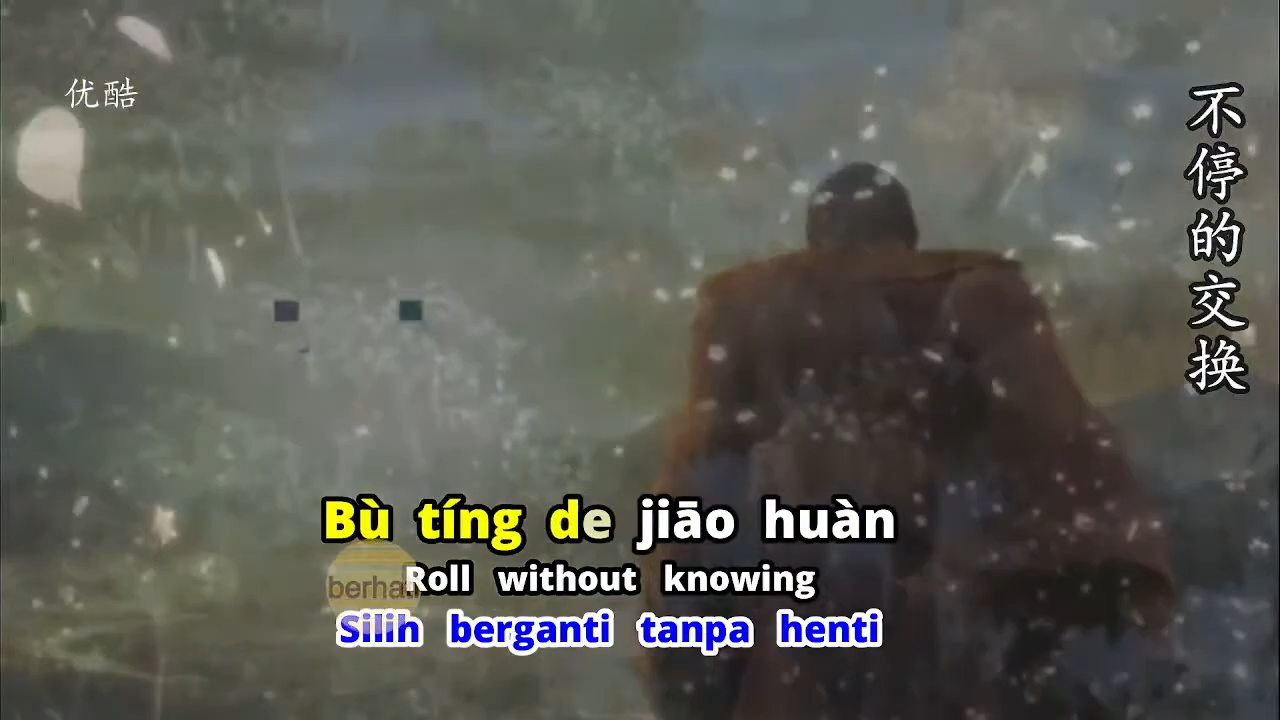 优酷
不停的交换
Bù tíng de jiāo huàn
Roll without knowing
Silih berganti tanpa henti